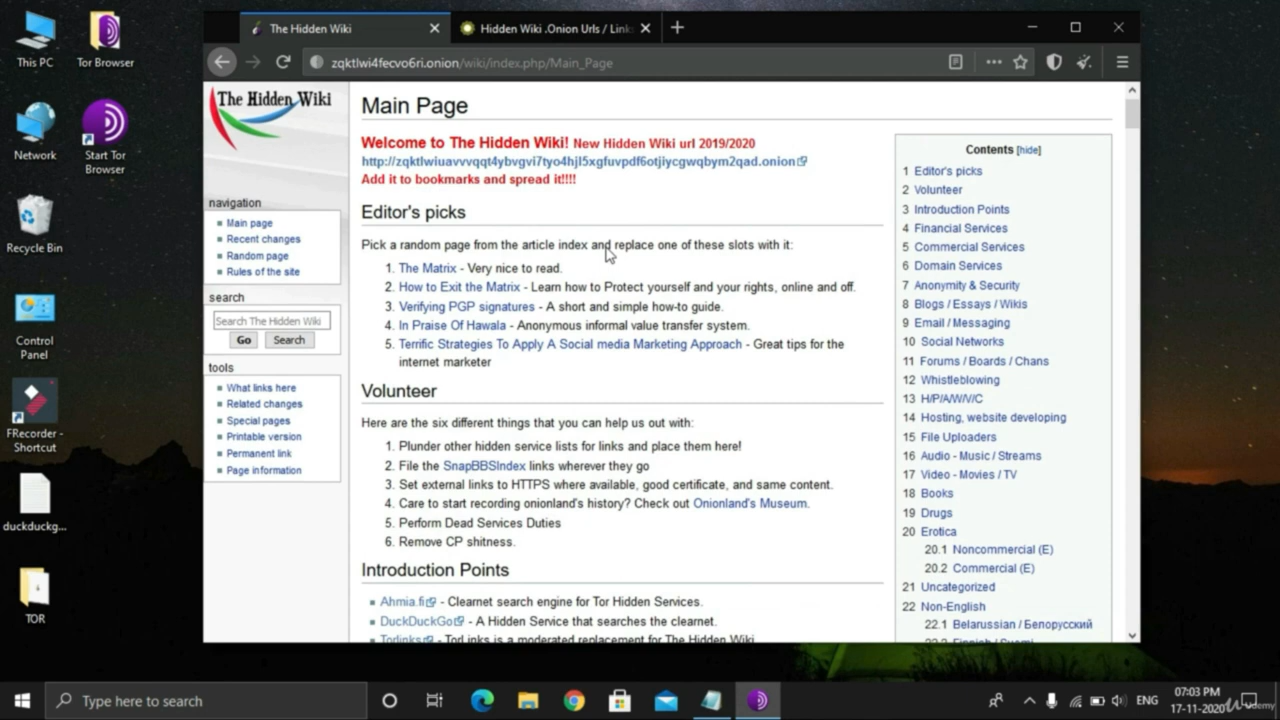 This PC
Tor Browser
Network
Start Tor
Browser
Recycle Bin
Control
Panel
FRecorder -
Shortcut
duckduckg...
TOR
The Hidden Wiki
Hidden Wiki .Onion Urls / Links
zqktlwi4fecvo6ri.onion/wiki/index.php/Main_Page
The Hidden Wiki
navigation
Main page
Recent changes
Random page
Rules of the site
search
Search The Hidden Wiki
Go Search
tools
What links here
Related changes
Special pages
Printable version
Permanent link
Page information
Main Page
Welcome to The Hidden Wiki! New Hidden Wiki url 2019/2020
http://zqktlwiuavvvqqt4ybvgvi7tyo4hjl5xgfuvpdf6otjiycgwqbym2qad.onion
Add it to bookmarks and spread it!!!!
Editor's picks
Pick a random page from the article index and replace one of these slots with it:
1. The Matrix - Very nice to read.
2. How to Exit the Matrix - Learn how to Protect yourself and your rights, online and off.
3. Verifying PGP signatures - A short and simple how-to guide.
4. In Praise Of Hawala - Anonymous informal value transfer system.
5. Terrific Strategies To Apply A Social media Marketing Approach - Great tips for the
internet marketer
Volunteer
Here are the six different things that you can help us out with:
1. Plunder other hidden service lists for links and place them here!
2. File the SnapBBSIndex links wherever they go
3. Set external links to HTTPS where available, good certificate, and same content.
4. Care to start recording onionland's history? Check out Onionland's Museum.
5. Perform Dead Services Duties
6. Remove CP shitness.
Introduction Points
Ahmia.fi - Clearnet search engine for Tor Hidden Services.
DuckDuckGo - A Hidden Service that searches the clearnet.
Torlinks - TorLinks is a moderated replacement for The Hidden Wiki
Contents [hide]
1 Editor's picks
2 Volunteer
3 Introduction Points
4 Financial Services
5 Commercial Services
6 Domain Services
7 Anonymity & Security
8 Blogs / Essays / Wikis
9 Email / Messaging
10 Social Networks
11 Forums / Boards / Chans
12 Whistleblowing
13 H/P/A/W/V/C
14 Hosting, website developing
15 File Uploaders
16 Audio - Music / Streams
17 Video - Movies / TV
18 Books
19 Drugs
20 Erotica
20.1 Noncommercial (E)
20.2 Commercial (E)
21 Uncategorized
22 Non-English
22.1 Belarussian / Белорусский
22.2 Finnish / Suomi
Type here to search
ENG
07:03 PM
17-11-2020
Udemy